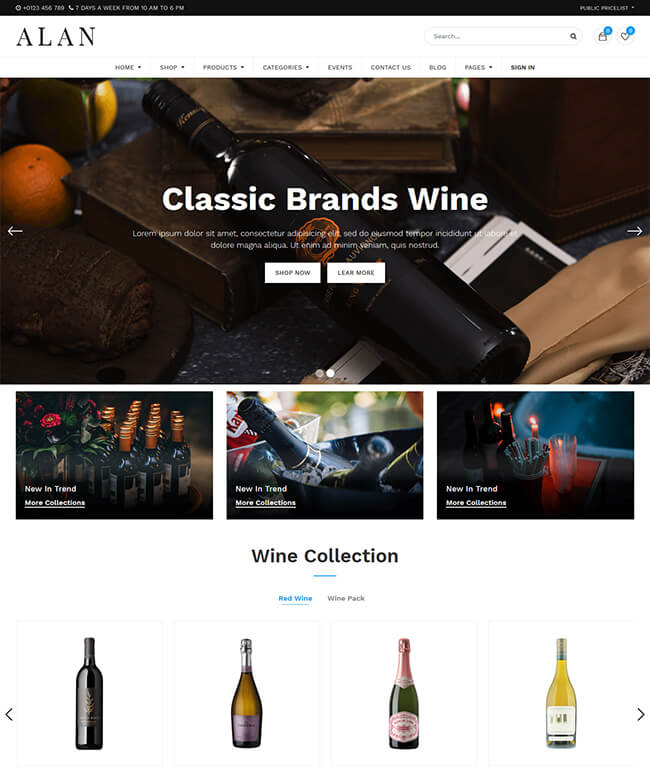 +0123 456 789 7 DAYS A WEEK FROM 10 AM TO 6 PM
PUBLIC PRICELIST
ALAN
Search...
0
0
HOME SHOP PRODUCTS CATEGORIES EVENTS CONTACT US BLOG PAGES SIGN IN
Classic Brands Wine
Lorem ipsum dolor sit amet, consectetur adipisicing elit, sed do eiusmod tempor incididunt ut labore et
dolore magna aliqua. Ut enim ad minim veniam, quis nostrud.
SHOP NOW
LEAR MORE
New In Trend
More Collections
New In Trend
More Collections
New In Trend
More Collections
Wine Collection
Red Wine
Wine Pack